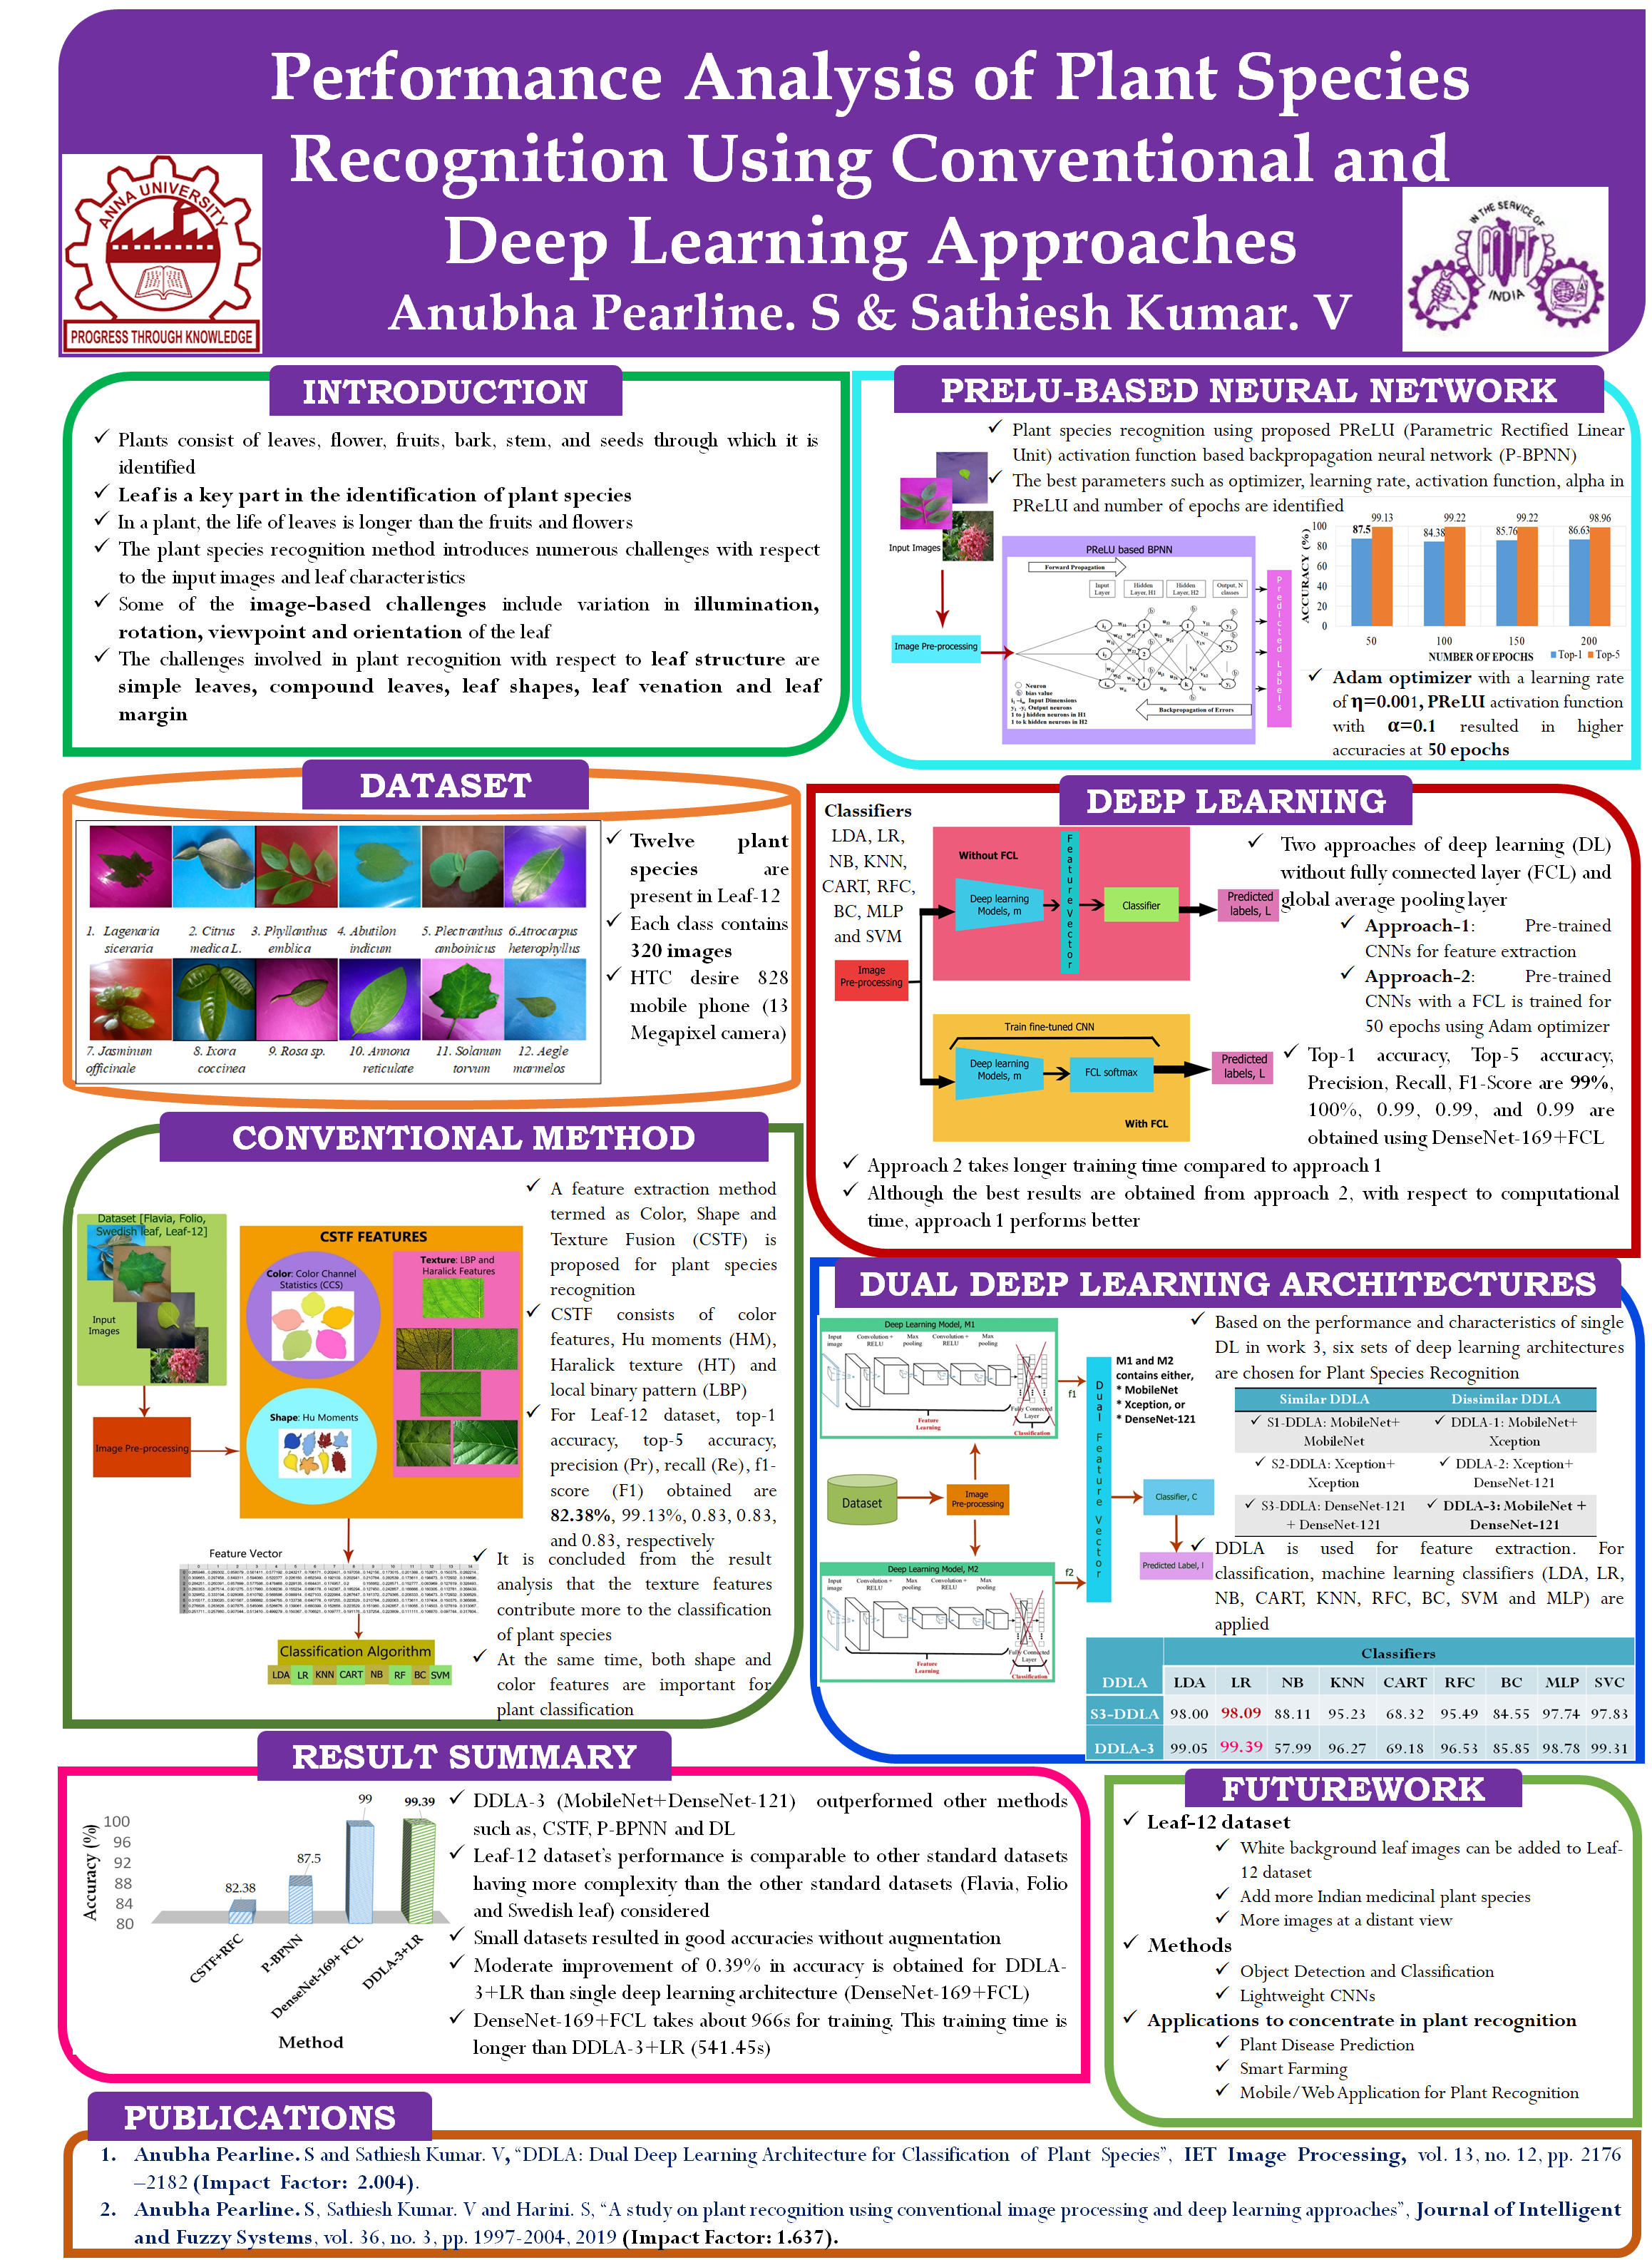 Performance Analysis of Plant Species
Recognition Using Conventional and
Deep Learning Approaches
Anubha Pearline. S & Sathiesh Kumar. V
ANNA UNIVERSITY
PROGRESS THROUGH KNOWLEDGE
IN THE SERVICE OF
MIT
INDIA
INTRODUCTION
✓ Plants consist of leaves, flower, fruits, bark, stem, and seeds through which it is
identified
✓ Leaf is a key part in the identification of plant species
✓ In a plant, the life of leaves is longer than the fruits and flowers
✓ The plant species recognition method introduces numerous challenges with respect
to the input images and leaf characteristics
✓ Some of the image-based challenges include variation in illumination,
rotation, viewpoint and orientation of the leaf
✓ The challenges involved in plant recognition with respect to leaf structure are
simple leaves, compound leaves, leaf shapes, leaf venation and leaf
margin
PRELU-BASED NEURAL NETWORK
✓ Plant species recognition using proposed PReLU (Parametric Rectified Linear
Unit) activation function based backpropagation neural network (P-BPNN)
✓ The best parameters such as optimizer, learning rate, activation function, alpha in
PReLU and number of epochs are identified
Input Images
Image Pre-processing
PReLU based BPNN
Forward Propagation
Input Layer
Hidden Layer, H1
Hidden Layer, H2
Output, N classes
Neuron
bias value
Input Dimensions
Output neurons
1 to j hidden neurons in H1
1 to k hidden neurons in H2
Backpropagation of Errors
Predicted Labels
ACCURACY (%)
100
80
60
40
20
0
87.5 99.13
84.38 99.22
85.76 99.22
86.63 98.96
50 100 150 200
NUMBER OF EPOCHS
Top-1 Top-5
✓ Adam optimizer with a learning rate
of η=0.001, PReLU activation function
with α=0.1 resulted in higher
accuracies at 50 epochs
DATASET
1. Lagenaria siceraria
2. Citrus medica L.
3. Phyllanthus emblica
4. Abutilon indicum
5. Plectranthus amboinicus
6.Atrocarpus heterophyllus
7. Jasminum officinale
8. Ixora coccinea
9. Rosa sp.
10. Annona reticulate
11. Solanum torvum
12. Aegle marmelos
✓ Twelve plant
species are
present in Leaf-12
✓ Each class contains
320 images
✓ HTC desire 828
mobile phone (13
Megapixel camera)
DEEP LEARNING
Classifiers
LDA, LR,
NB, KNN,
CART, RFC,
BC, MLP
and SVM
Image Pre-processing
Without FCL
Deep learning Models, m
Feature Vector
Classifier
Predicted labels, L
Train fine-tuned CNN
Deep learning Models, m
FCL softmax
Predicted labels, L
With FCL
✓ Two approaches of deep learning (DL)
without fully connected layer (FCL) and
global average pooling layer
✓ Approach-1: Pre-trained
CNNs for feature extraction
✓ Approach-2: Pre-trained
CNNs with a FCL is trained for
50 epochs using Adam optimizer
✓ Top-1 accuracy, Top-5 accuracy,
Precision, Recall, F1-Score are 99%,
100%, 0.99, 0.99, and 0.99 are
obtained using DenseNet-169+FCL
✓ Approach 2 takes longer training time compared to approach 1
✓ Although the best results are obtained from approach 2, with respect to computational
time, approach 1 performs better
CONVENTIONAL METHOD
Dataset [Flavia, Folio,
Swedish leaf, Leaf-12]
Input Images
Image Pre-processing
CSTF FEATURES
Color: Color Channel Statistics (CCS)
Texture: LBP and Haralick Features
Shape: Hu Moments
Feature Vector
Classification Algorithm
LDA LR KNN CART NB RF BC SVM
✓ A feature extraction method
termed as Color, Shape and
Texture Fusion (CSTF) is
proposed for plant species
recognition
✓ CSTF consists of color
features, Hu moments (HM),
Haralick texture (HT) and
local binary pattern (LBP)
✓ For Leaf-12 dataset, top-1
accuracy, top-5 accuracy,
precision (Pr), recall (Re), f1-
score (F1) obtained are
82.38%, 99.13%, 0.83, 0.83,
and 0.83, respectively
✓ It is concluded from the result
analysis that the texture features
contribute more to the classification
of plant species
✓ At the same time, both shape and
color features are important for
plant classification
DUAL DEEP LEARNING ARCHITECTURES
Deep Learning Model, M1
Input image
Convolution + RELU
Max pooling
Convolution + RELU
Max pooling
Fully Connected Layer
Feature Learning
Classification
f1
Dataset
Image Pre-processing
Deep Learning Model, M2
Input image
Convolution + RELU
Max pooling
Convolution + RELU
Max pooling
Fully Connected Layer
Feature Learning
Classification
f2
Dual Feature Vector
M1 and M2
contains either,
* MobileNet
* Xception, or
* DenseNet-121
Classifier, C
Predicted Label, l
✓ Based on the performance and characteristics of single
DL in work 3, six sets of deep learning architectures
are chosen for Plant Species Recognition
Similar DDLA Dissimilar DDLA
✓ S1-DDLA: MobileNet+ MobileNet ✓ DDLA-1: MobileNet+ Xception
✓ S2-DDLA: Xception+ Xception ✓ DDLA-2: Xception+ DenseNet-121
✓ S3-DDLA: DenseNet-121 + DenseNet-121 ✓ DDLA-3: MobileNet + DenseNet-121
✓ DDLA is used for feature extraction. For
classification, machine learning classifiers (LDA, LR,
NB, CART, KNN, RFC, BC, SVM and MLP) are
applied
Classifiers
DDLA LDA LR NB KNN CART RFC BC MLP SVC
S3-DDLA 98.00 98.09 88.11 95.23 68.32 95.49 84.55 97.74 97.83
DDLA-3 99.05 99.39 57.99 96.27 69.18 96.53 85.85 98.78 99.31
RESULT SUMMARY
Accuracy (%)
100
96
92
88
84
80
82.38
87.5
99
99.39
CSTF+RFC
P-BPNN
DenseNet-169+ FCL
DDLA-3+LR
Method
✓ DDLA-3 (MobileNet+DenseNet-121) outperformed other methods
such as, CSTF, P-BPNN and DL
✓ Leaf-12 dataset's performance is comparable to other standard datasets
having more complexity than the other standard datasets (Flavia, Folio
and Swedish leaf) considered
✓ Small datasets resulted in good accuracies without augmentation
✓ Moderate improvement of 0.39% in accuracy is obtained for DDLA-
3+LR than single deep learning architecture (DenseNet-169+FCL)
✓ DenseNet-169+FCL takes about 966s for training. This training time is
longer than DDLA-3+LR (541.45s)
FUTUREWORK
✓ Leaf-12 dataset
✓ White background leaf images can be added to Leaf-
12 dataset
✓ Add more Indian medicinal plant species
✓ More images at a distant view
✓ Methods
✓ Object Detection and Classification
✓ Lightweight CNNs
✓ Applications to concentrate in plant recognition
✓ Plant Disease Prediction
✓ Smart Farming
✓ Mobile/Web Application for Plant Recognition
PUBLICATIONS
1. Anubha Pearline. S and Sathiesh Kumar. V, “DDLA: Dual Deep Learning Architecture for Classification of Plant Species”, IET Image Processing, vol. 13, no. 12, pp. 2176
–2182 (Impact Factor: 2.004).
2. Anubha Pearline. S, Sathiesh Kumar. V and Harini. S, “A study on plant recognition using conventional image processing and deep learning approaches”, Journal of Intelligent
and Fuzzy Systems, vol. 36, no. 3, pp. 1997-2004, 2019 (Impact Factor: 1.637).